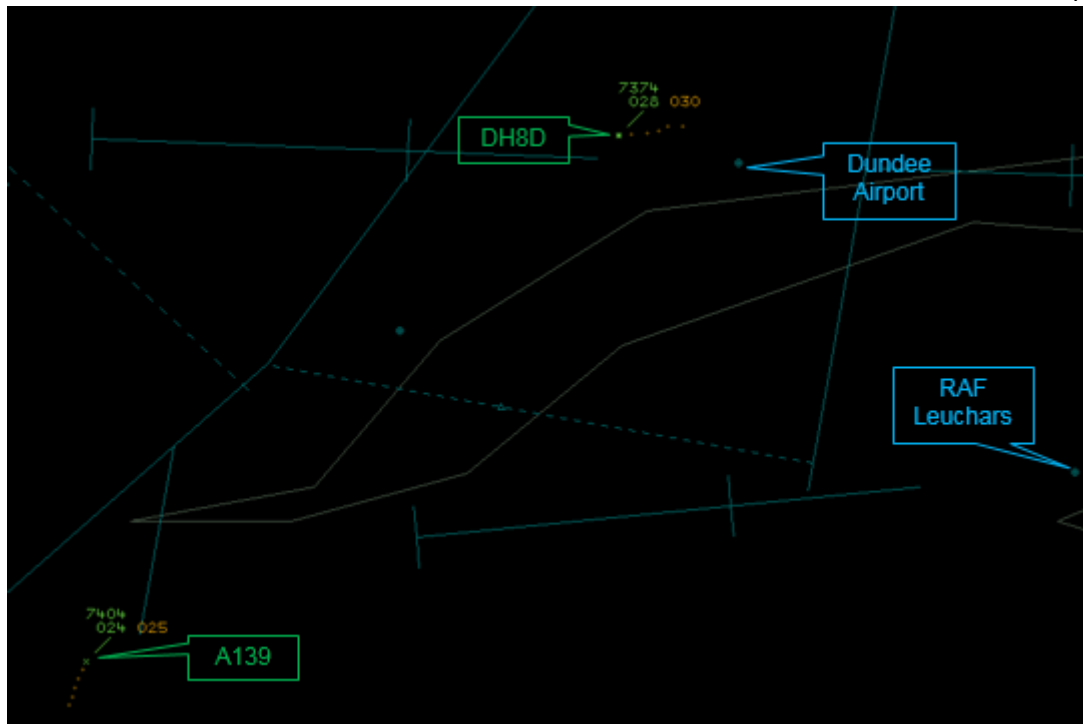 7374
028 030
DH8D
Dundee
Airport
RAF
Leuchars
7404
024 025
A139